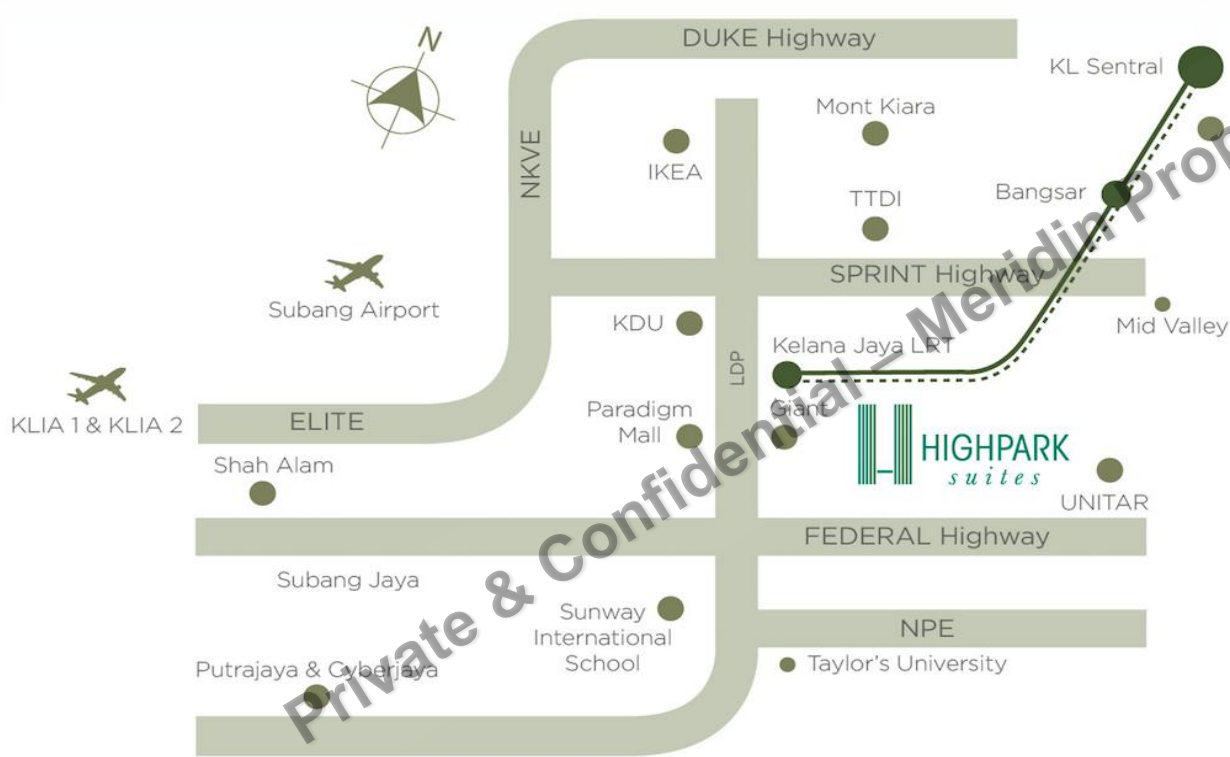 N
DUKE Highway
KL Sentral
Mont Kiara
NKVE
IKEA
TTDI
Bangsar
SPRINT Highway
Subang Airport
KDU
Mid Valley
Kelana Jaya LRT
LDP
KLIA 1 & KLIA 2
ELITE
Paradigm
Mall
Giant
HIGHPARK
suites
Shah Alam
UNITAR
FEDERAL Highway
Subang Jaya
Sunway
International
School
NPE
Taylor's University
Putrajaya & Cyberjaya
Private & Confidential – Meridin Prop